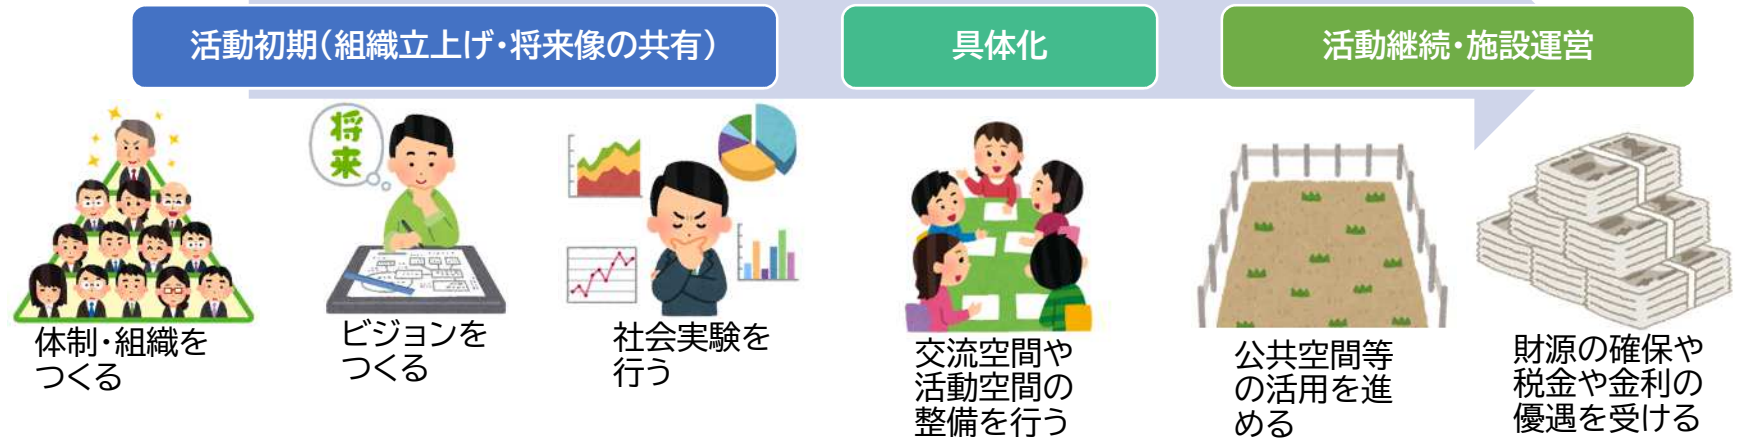 活動初期(組織立上げ・将来像の共有)
具体化
活動継続・施設運営
将
来
体制・組織を
つくる
ビジョンを
つくる
社会実験を
行う
交流空間や
活動空間の
整備を行う
公共空間等
の活用を進
める
財源の確保や
税金や金利の
優遇を受ける